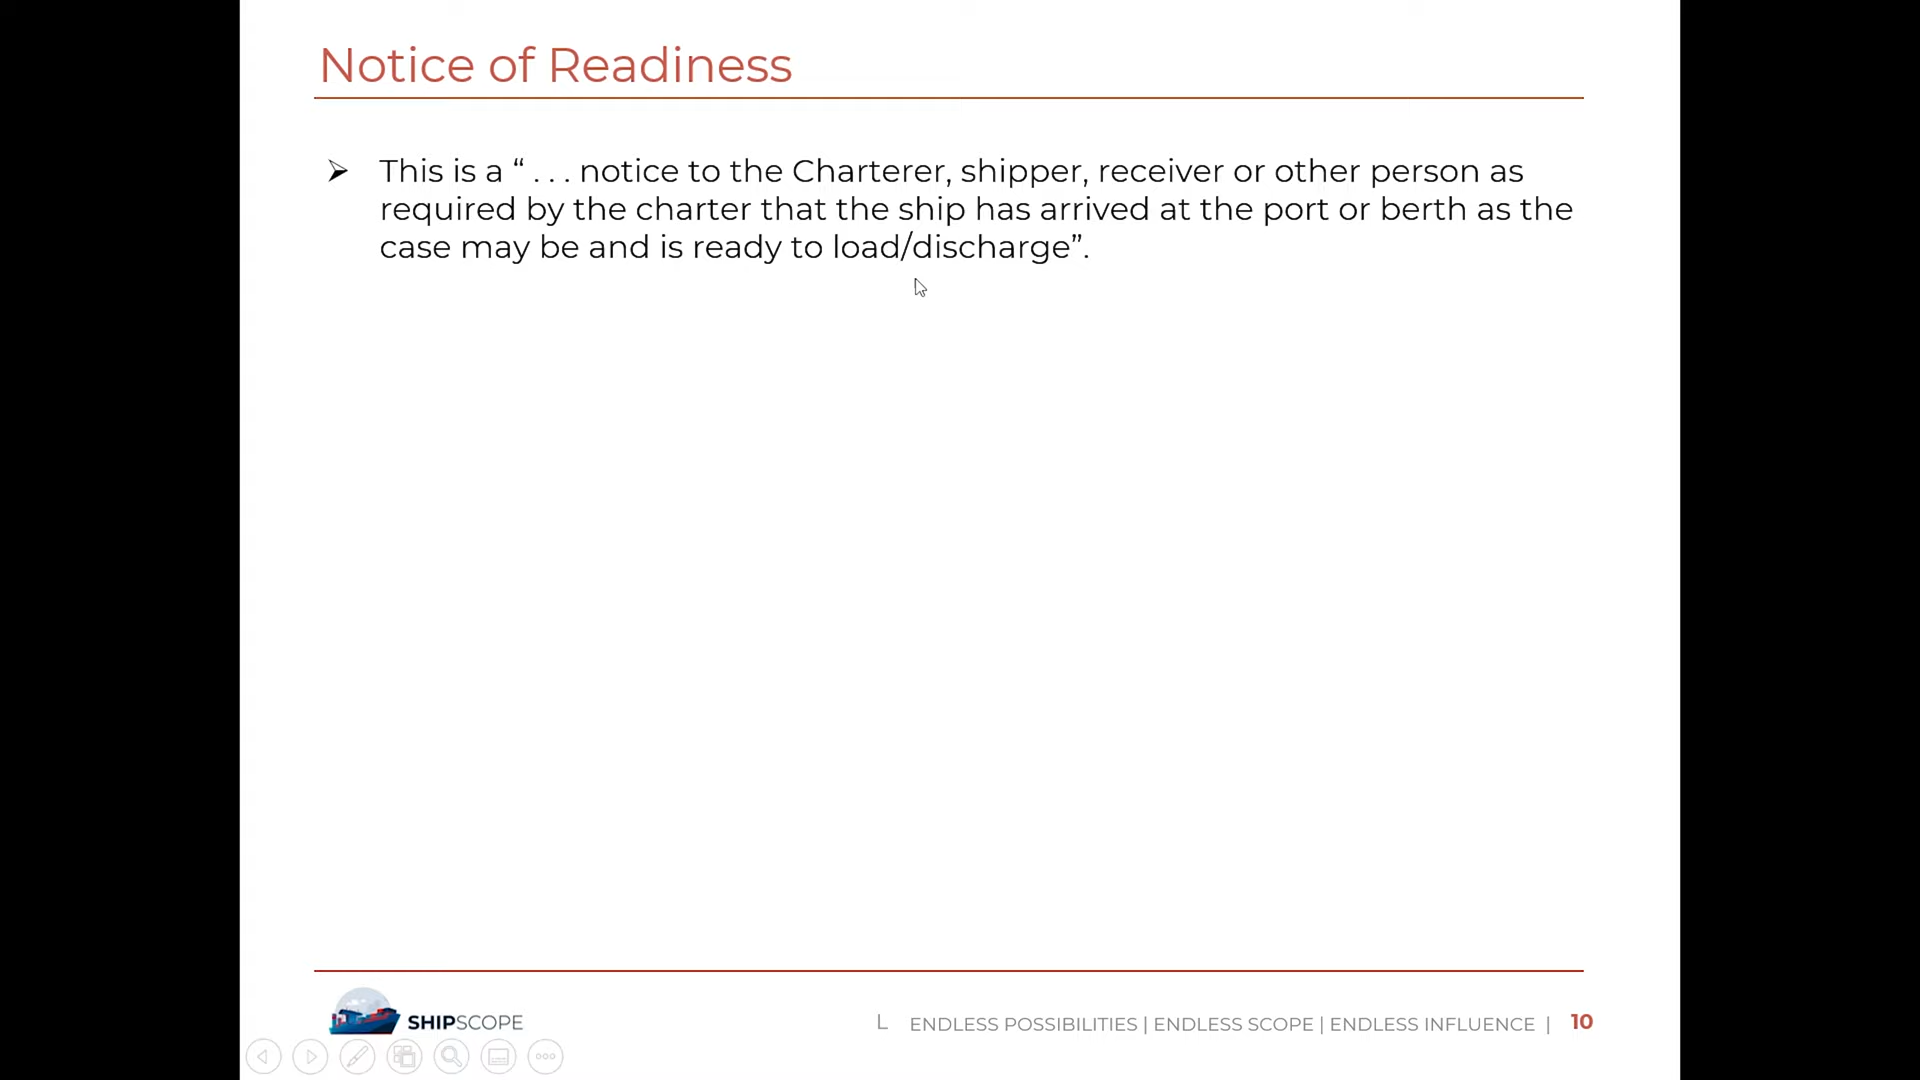 Notice of Readiness
➢ This is a “ . . . notice to the Charterer, shipper, receiver or other person as
required by the charter that the ship has arrived at the port or berth as the
case may be and is ready to load/discharge”.
SHIPSCOPE
L ENDLESS POSSIBILITIES | ENDLESS SCOPE | ENDLESS INFLUENCE | 10